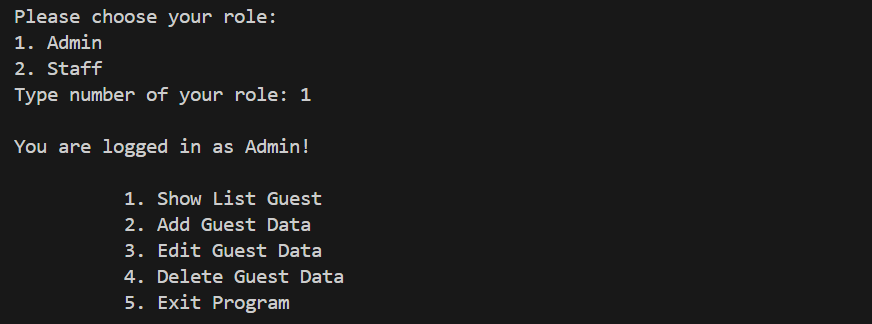 Please choose your role:
1. Admin
2. Staff
Type number of your role: 1
You are logged in as Admin!
1. Show List Guest
2. Add Guest Data
3. Edit Guest Data
4. Delete Guest Data
5. Exit Program